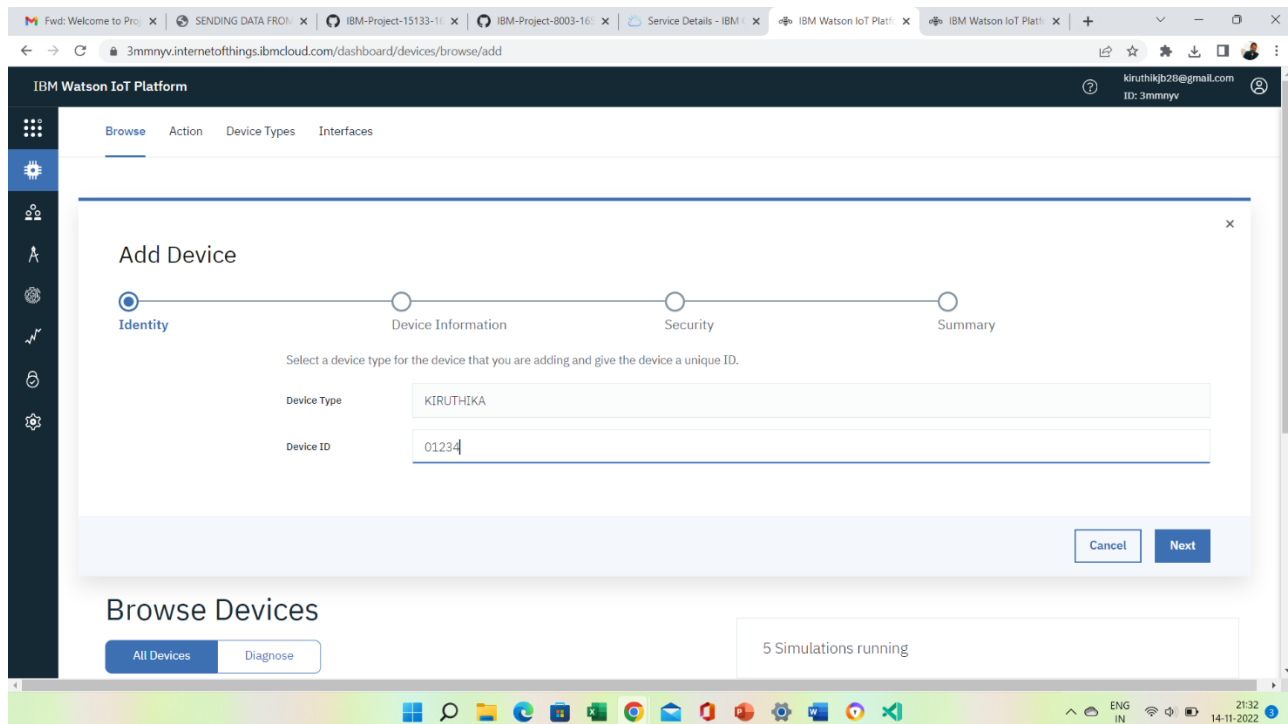 Fwd: Welcome to Proj
SENDING DATA FROM
IBM-Project-15133-16
IBM-Project-8003-165
Service Details - IBM C
IBM Watson IoT Platfo
IBM Watson IoT Platfo
3mmnyv.internetofthings.ibmcloud.com/dashboard/devices/browse/add
IBM Watson IoT Platform
kiruthikjb28@gmail.com
ID: 3mmnyv
Browse Action Device Types Interfaces
Add Device
Identity Device Information Security Summary
Select a device type for the device that you are adding and give the device a unique ID.
Device Type KIRUTHIKA
Device ID 01234
Cancel Next
Browse Devices
All Devices Diagnose
5 Simulations running
ENG
IN
21:32
14-11-2022
3